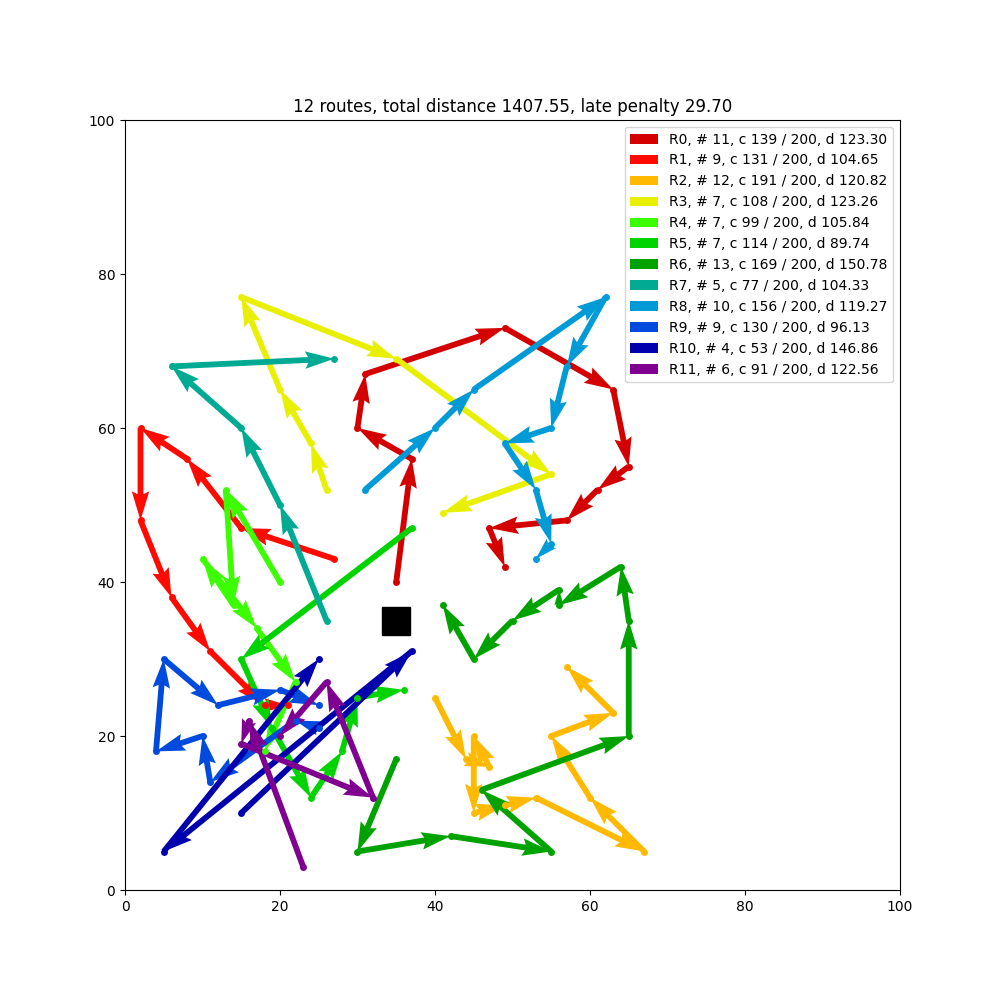 12 routes, total distance 1407.55, late penalty 29.70
100
80
60
40
20
0
0 20 40 60 80 100
R0, # 11, c 139 / 200, d 123.30
R1, # 9, c 131 / 200, d 104.65
R2, # 12, c 191 / 200, d 120.82
R3, # 7, c 108 / 200, d 123.26
R4, # 7, c 99 / 200, d 105.84
R5, # 7, c 114 / 200, d 89.74
R6, # 13, c 169 / 200, d 150.78
R7, # 5, c 77 / 200, d 104.33
R8, # 10, c 156 / 200, d 119.27
R9, # 9, c 130 / 200, d 96.13
R10, # 4, c 53 / 200, d 146.86
R11, # 6, c 91 / 200, d 122.56